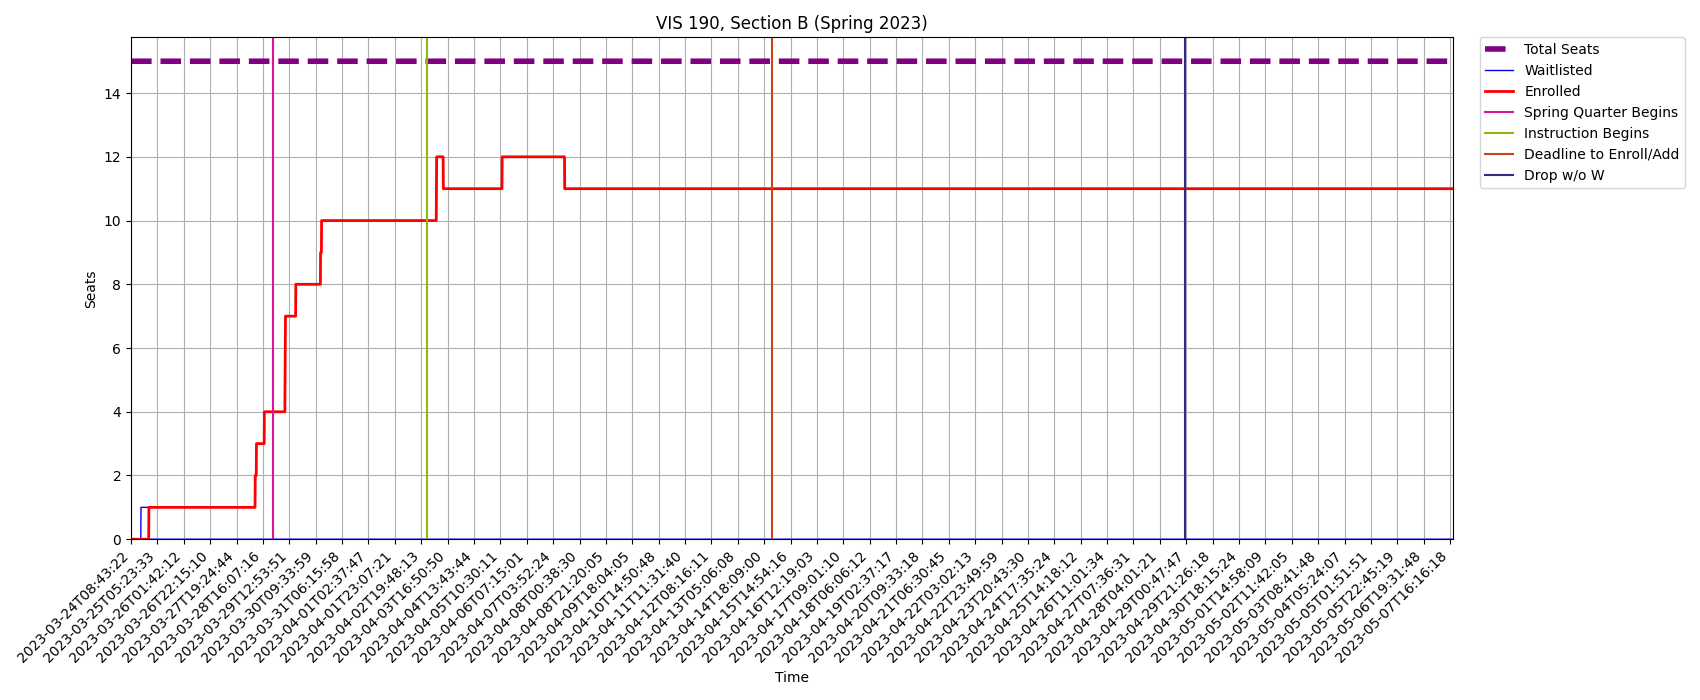 VIS 190, Section B (Spring 2023)
Total Seats
Waitlisted
Enrolled
Spring Quarter Begins
Instruction Begins
Deadline to Enroll/Add
Drop w/o W
Seats
14
12
10
8
6
4
2
0
2023-03-24T08:43:22
2023-03-25T05:23:33
2023-03-26T01:42:12
2023-03-26T22:15:10
2023-03-27T19:24:44
2023-03-28T16:07:16
2023-03-29T12:53:51
2023-03-30T09:33:59
2023-03-31T06:15:58
2023-04-01T02:37:47
2023-04-01T23:07:21
2023-04-02T19:48:13
2023-04-03T16:50:50
2023-04-04T13:43:44
2023-04-05T10:30:11
2023-04-06T07:15:01
2023-04-07T03:52:24
2023-04-08T00:38:30
2023-04-08T21:20:05
2023-04-09T18:04:05
2023-04-10T14:50:48
2023-04-11T11:31:40
2023-04-12T08:16:11
2023-04-13T05:06:08
2023-04-14T18:09:00
2023-04-15T14:54:16
2023-04-16T12:19:03
2023-04-17T09:01:10
2023-04-18T06:06:12
2023-04-19T02:37:17
2023-04-20T09:33:18
2023-04-21T06:30:45
2023-04-22T03:02:13
2023-04-22T23:49:59
2023-04-23T20:43:30
2023-04-24T17:35:24
2023-04-25T14:18:12
2023-04-26T11:01:34
2023-04-27T07:36:31
2023-04-28T04:01:21
2023-04-29T00:47:47
2023-04-29T21:26:18
2023-04-30T18:15:24
2023-05-01T14:58:09
2023-05-02T11:42:05
2023-05-03T08:41:48
2023-05-04T05:24:07
2023-05-05T01:51:51
2023-05-05T22:45:19
2023-05-06T19:31:48
2023-05-07T16:16:18
Time